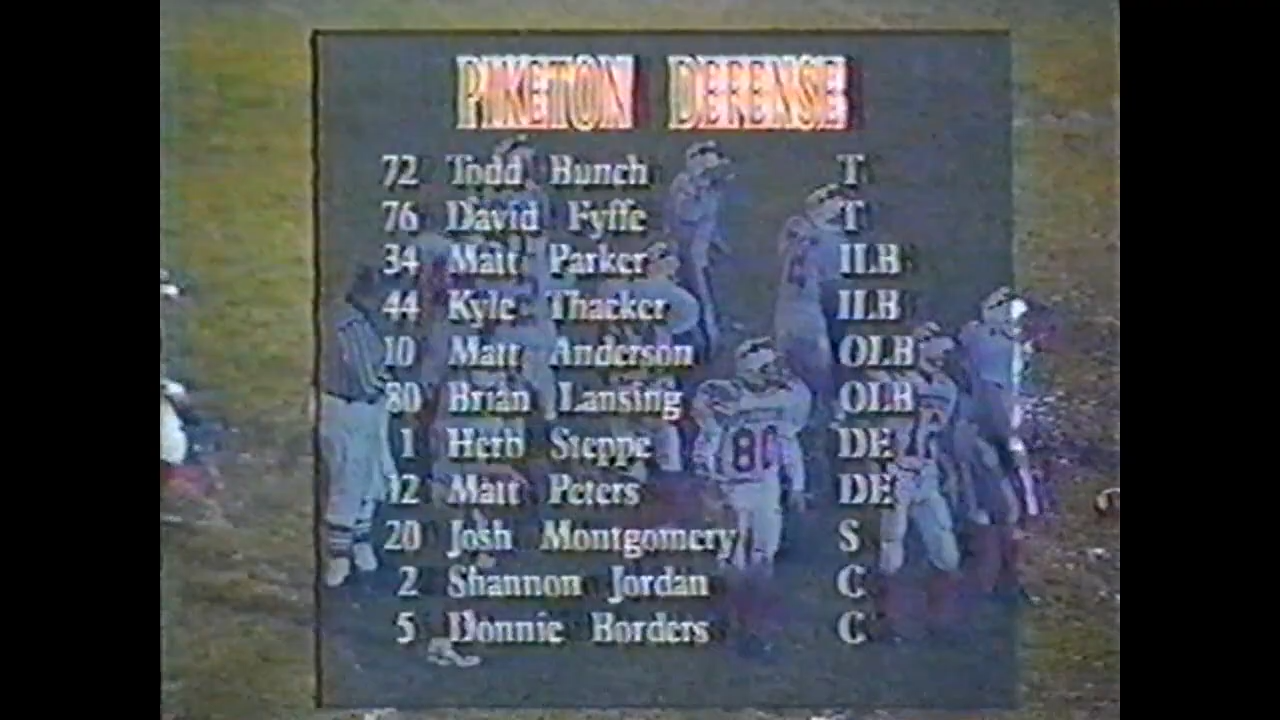 PIKETON DEFENSE
72 Todd Bunch T
76 David Fyffe T
34 Matt Parker ILB
44 Kyle Thacker ILB
10 Matt Anderson OLB
80 Brian Lansing OLB
1 Herb Steppe DE
12 Matt Peters DE
20 Josh Montgomery S
2 Shannon Jordan C
5 Donnie Borders C
80